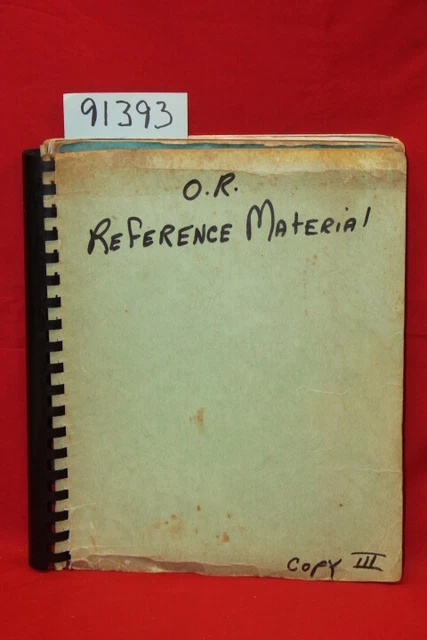 91393
O.R.
Reference Material
Copy III